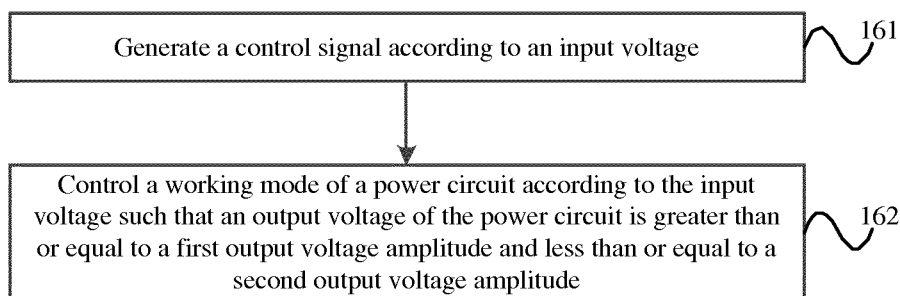 Generate a control signal according to an input voltage
161
Control a working mode of a power circuit according to the input
voltage such that an output voltage of the power circuit is greater than
or equal to a first output voltage amplitude and less than or equal to a
second output voltage amplitude
162